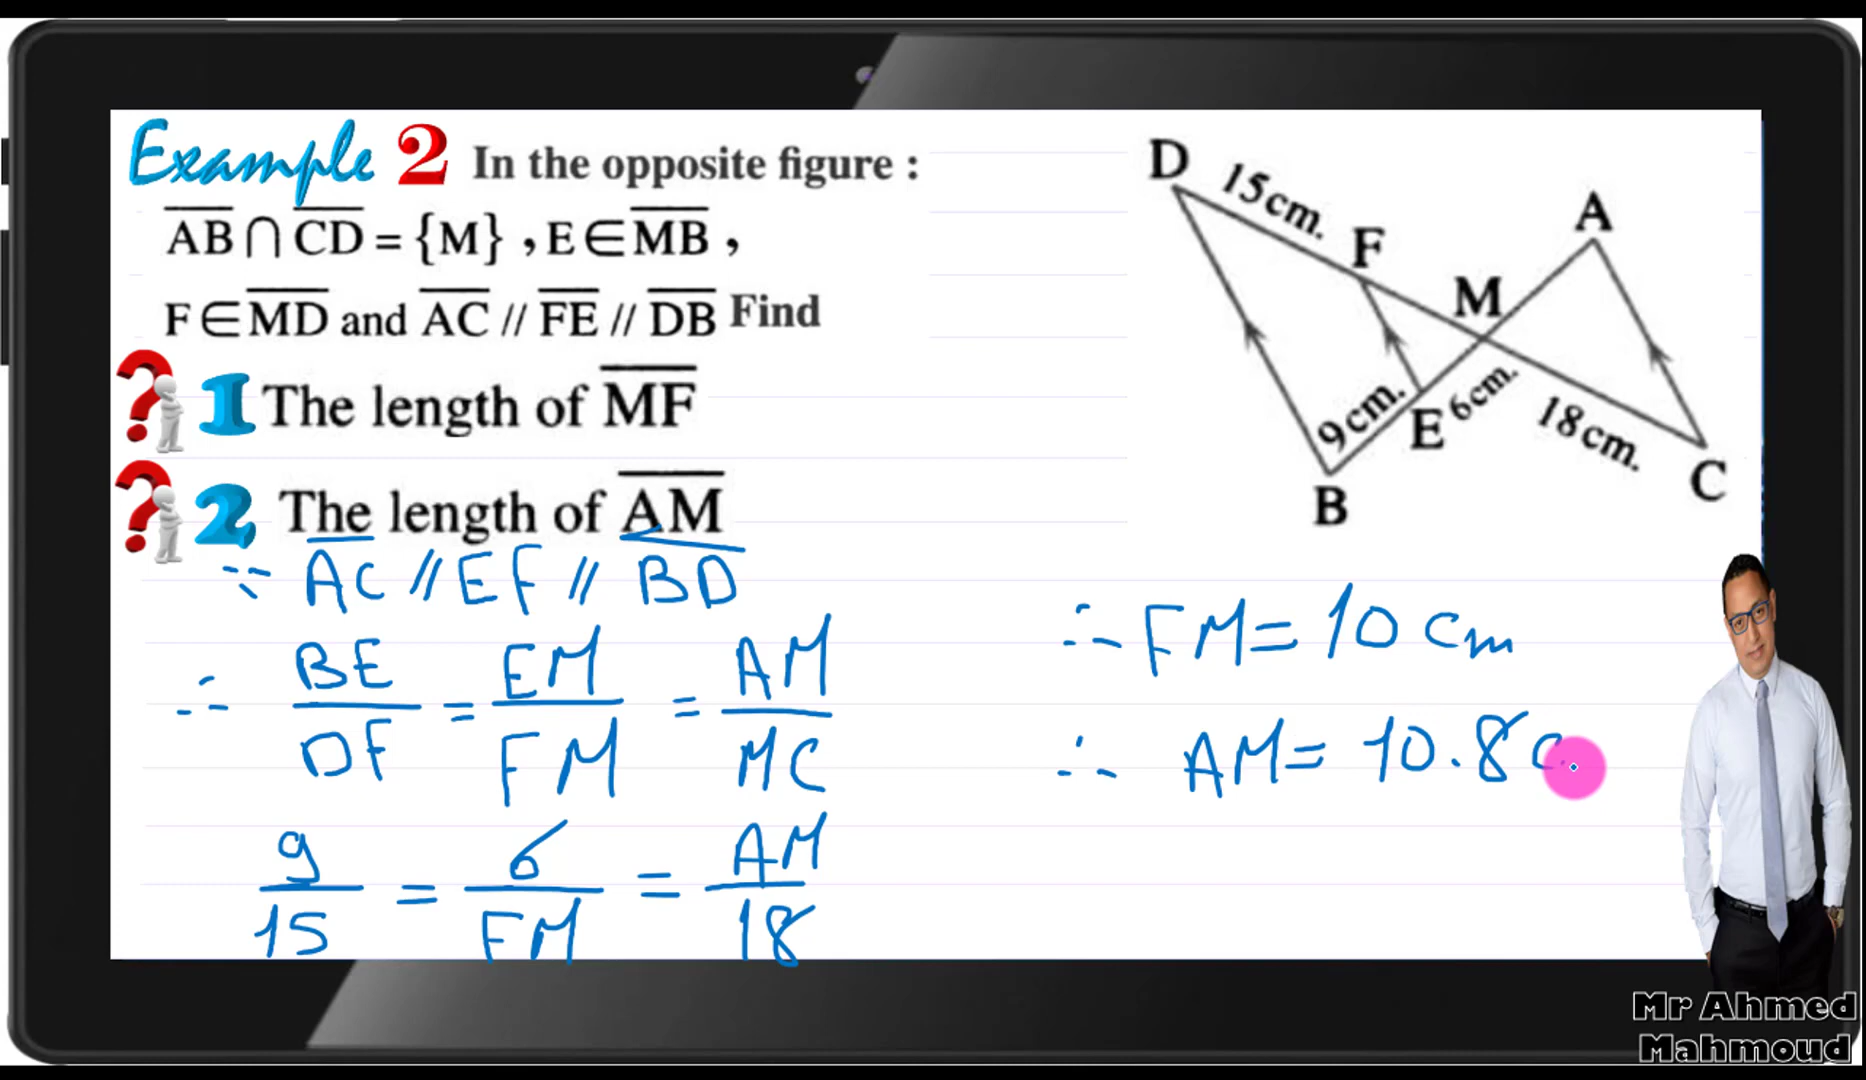 Example 2 In the opposite figure :
AB ∩ CD = {M} , E ∈ MB ,
F ∈ MD and AC // FE // DB Find
? 1 The length of MF
? 2 The length of AM
∵ AC // EF // BD
∴ BE/DF = EM/FM = AM/MC
9/15 = 6/FM = AM/18
∴ FM = 10 cm
∴ AM = 10.8 c
D
15cm.
F
A
M
9cm.
E
6cm.
18cm.
B
C
Mr Ahmed
Mahmoud